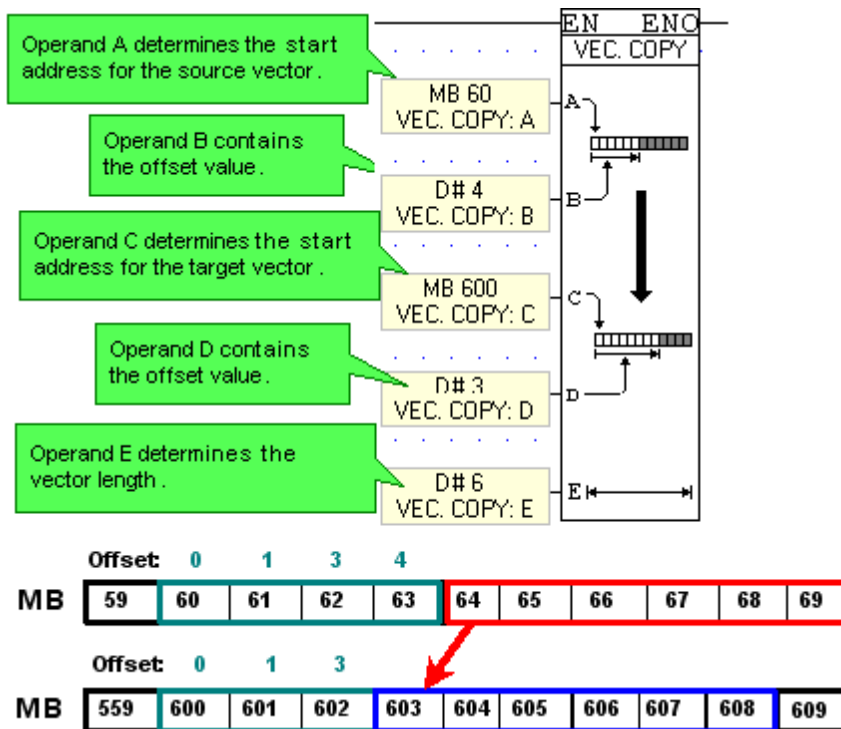 EN ENO
VEC. COPY
Operand A determines the start
address for the source vector.
MB 60
VEC. COPY: A
A
Operand B contains
the offset value.
D# 4
VEC. COPY: B
B
Operand C determines the start
address for the target vector.
MB 600
VEC. COPY: C
C
Operand D contains
the offset value.
D# 3
VEC. COPY: D
D
Operand E determines the
vector length.
D# 6
VEC. COPY: E
E
Offset: 0 1 3 4
MB 59 60 61 62 63 64 65 66 67 68 69
Offset: 0 1 3
MB 559 600 601 602 603 604 605 606 607 608 609